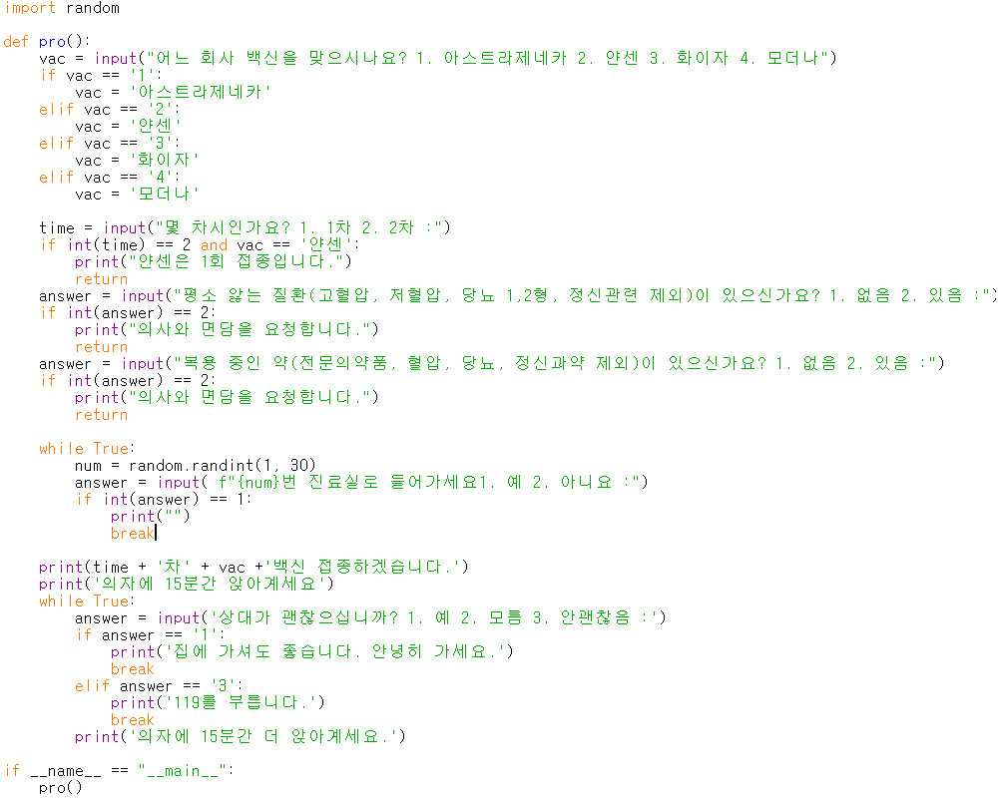 import random

def pro():
    vac = input("어느 회사 백신을 맞으시나요? 1. 아스트라제네카 2. 얀센 3. 화이자 4. 모더나")
    if vac == '1':
        vac = '아스트라제네카'
    elif vac == '2':
        vac = '얀센'
    elif vac == '3':
        vac = '화이자'
    elif vac == '4':
        vac = '모더나'

    time = input("몇 차시인가요? 1. 1차 2. 2차 :")
    if int(time) == 2 and vac == '얀센':
        print("얀센은 1회 접종입니다.")
        return
    answer = input("평소 앓는 질환(고혈압, 저혈압, 당뇨 1,2형, 정신관련 제외)이 있으신가요? 1. 없음 2. 있음 :")
    if int(answer) == 2:
        print("의사와 면담을 요청합니다.")
        return
    answer = input("복용 중인 약(전문의약품, 혈압, 당뇨, 정신과약 제외)이 있으신가요? 1. 없음 2. 있음 :")
    if int(answer) == 2:
        print("의사와 면담을 요청합니다.")
        return

    while True:
        num = random.randint(1, 30)
        answer = input( f"{num}번 진료실로 들어가세요1. 예 2. 아니요 :")
        if int(answer) == 1:
            print("")
            break

    print(time + '차' + vac +'백신 접종하겠습니다.')
    print('의자에 15분간 앉아계세요')
    while True:
        answer = input('상대가 괜찮으십니까? 1. 예 2. 모름 3. 안괜찮음 :')
        if answer == '1':
            print('집에 가셔도 좋습니다. 안녕히 가세요.')
            break
        elif answer == '3':
            print('119를 부릅니다.')
            break
        print('의자에 15분간 더 앉아계세요.')

if __name__ == "__main__":
    pro()